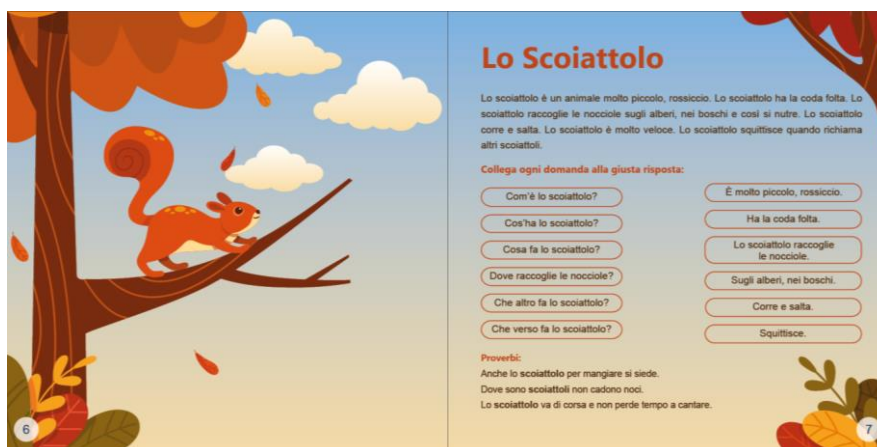 Lo Scoiattolo
Lo scoiattolo è un animale molto piccolo, rossiccio. Lo scoiattolo ha la coda folta. Lo
scoiattolo raccoglie le nocciole sugli alberi, nei boschi e così si nutre. Lo scoiattolo
corre e salta. Lo scoiattolo è molto veloce. Lo scoiattolo squittisce quando richiama
altri scoiattoli.
Collega ogni domanda alla giusta risposta:
Com'è lo scoiattolo?
È molto piccolo, rossiccio.
Cos'ha lo scoiattolo?
Ha la coda folta.
Cosa fa lo scoiattolo?
Lo scoiattolo raccoglie
le nocciole.
Dove raccoglie le nocciole?
Sugli alberi, nei boschi.
Che altro fa lo scoiattolo?
Corre e salta.
Che verso fa lo scoiattolo?
Squittisce.
Proverbi:
Anche lo scoiattolo per mangiare si siede.
Dove sono scoiattoli non cadono noci.
Lo scoiattolo va di corsa e non perde tempo a cantare.
6
7